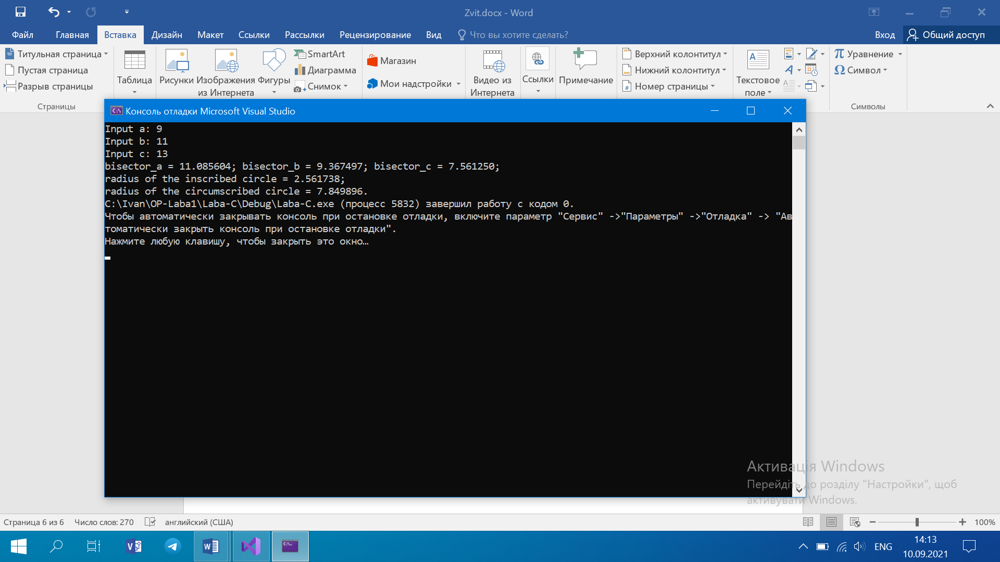 Zvit.docx - Word
Файл Главная Вставка Дизайн Макет Ссылки Рассылки Рецензирование Вид Что вы хотите сделать? Вход Общий доступ
Титульная страница
Пустая страница
Разрыв страницы
Страницы
Таблица
Рисунки
Изображения
из Интернета
Фигуры
SmartArt
Диаграмма
Снимок
Магазин
Мои надстройки
Видео из
Интернета
Ссылки
Примечание
Верхний колонтитул
Нижний колонтитул
Номер страницы
Текстовое
поле
Уравнение
Символ
Символы
Консоль отладки Microsoft Visual Studio
Input a: 9
Input b: 11
Input c: 13
bisector_a = 11.085604; bisector_b = 9.367497; bisector_c = 7.561250;
radius of the inscribed circle = 2.561738;
radius of the circumscribed circle = 7.849896.
C:\Ivan\OP-Laba1\Laba-C\Debug\Laba-C.exe (процесс 5832) завершил работу с кодом 0.
Чтобы автоматически закрывать консоль при остановке отладки, включите параметр "Сервис" ->"Параметры" ->"Отладка" -> "Ав
томатически закрыть консоль при остановке отладки".
Нажмите любую клавишу, чтобы закрыть это окно…
Активація Windows
Перейдіть до розділу "Настройки", щоб
активувати Windows.
Страница 6 из 6 Число слов: 270 английский (США) 100%
ENG
14:13
10.09.2021